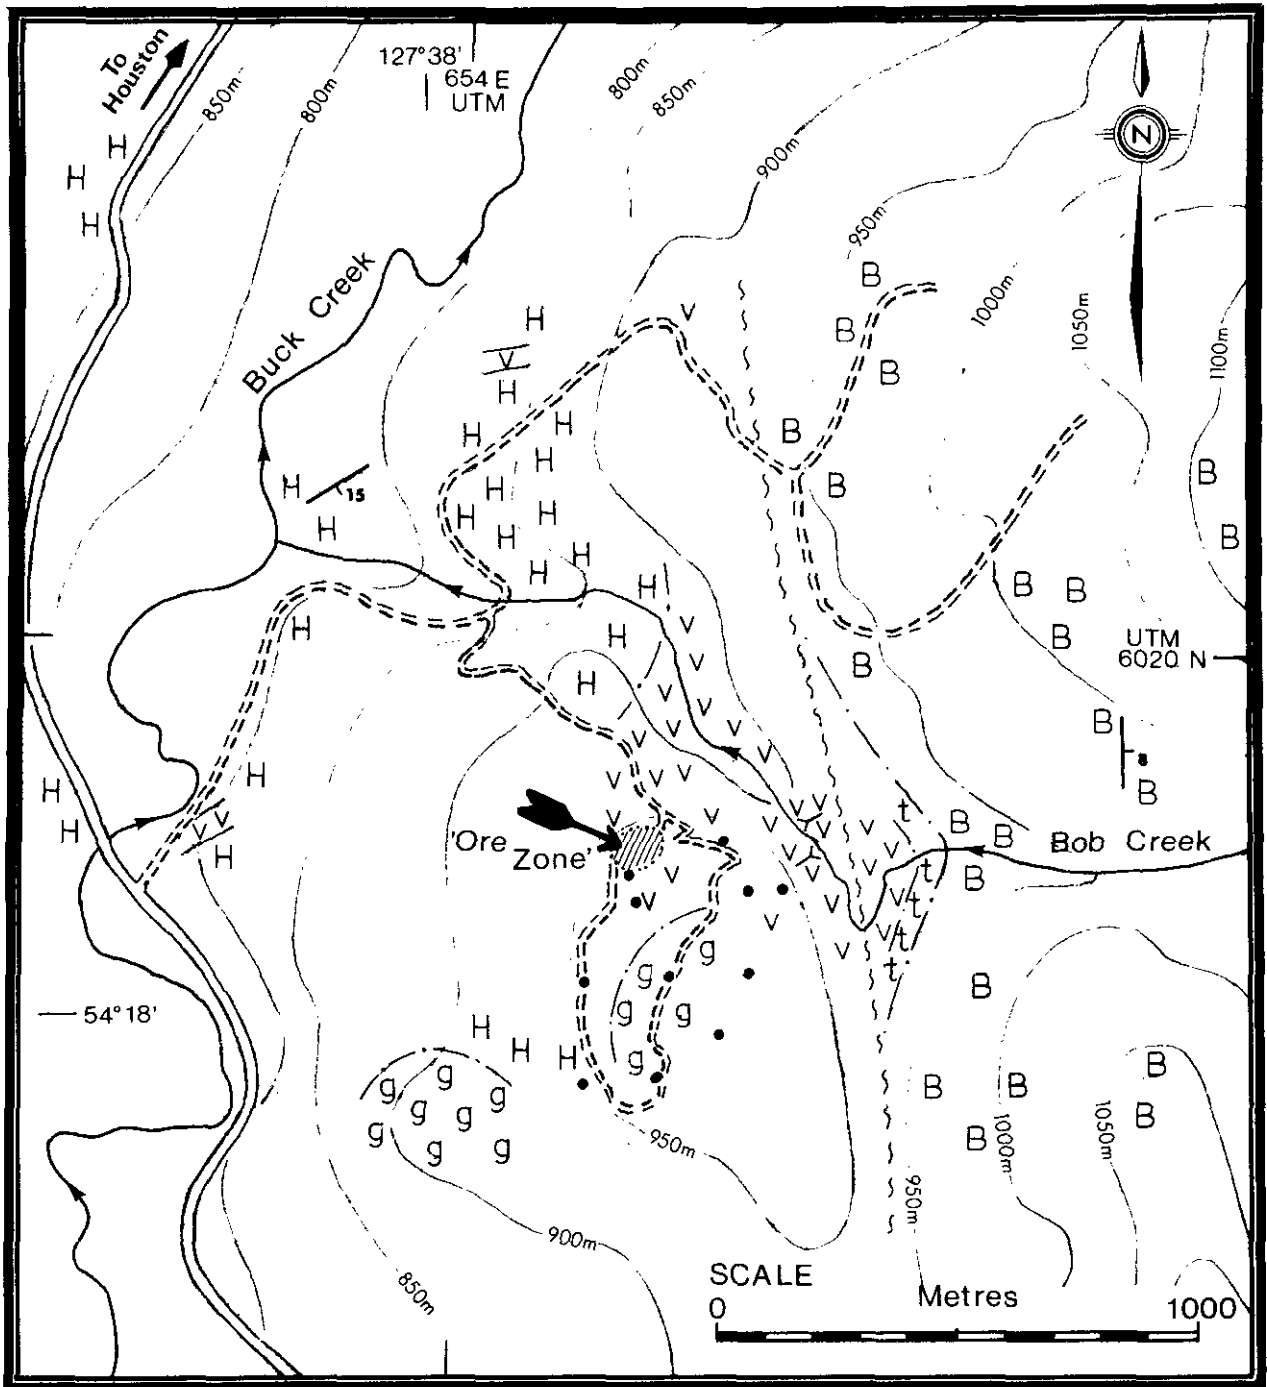 To
Houston
850m
800m
127°38'
654 E
UTM
800m
850m
900m
N
H
H
H
950m
B
Buck Creek
1000m
1050m
1100m
H
V
B
V
H
B
H
H
B
H
H
H
15
B
B
H
H
H
H
H
B
H
H
H
B
B
H
V
H
B
UTM
6020 N
V
B
H
V
V
V
V
V
B
V
V
8
H
V
V
V
V
B
H
V
V
V
t
H
V
V
V
V
B
B
Bob Creek
'Ore
Zone'
H
V
V
t
B
V
V
V
V
t
V
V
t
g
g
t
B
g
g
54°18'
H
H
H
g
B
g
g
g
B
B
g
g
g
g
g
B
B
950m
1000m
1050m
950m
900m
850m
SCALE
Metres
0
1000